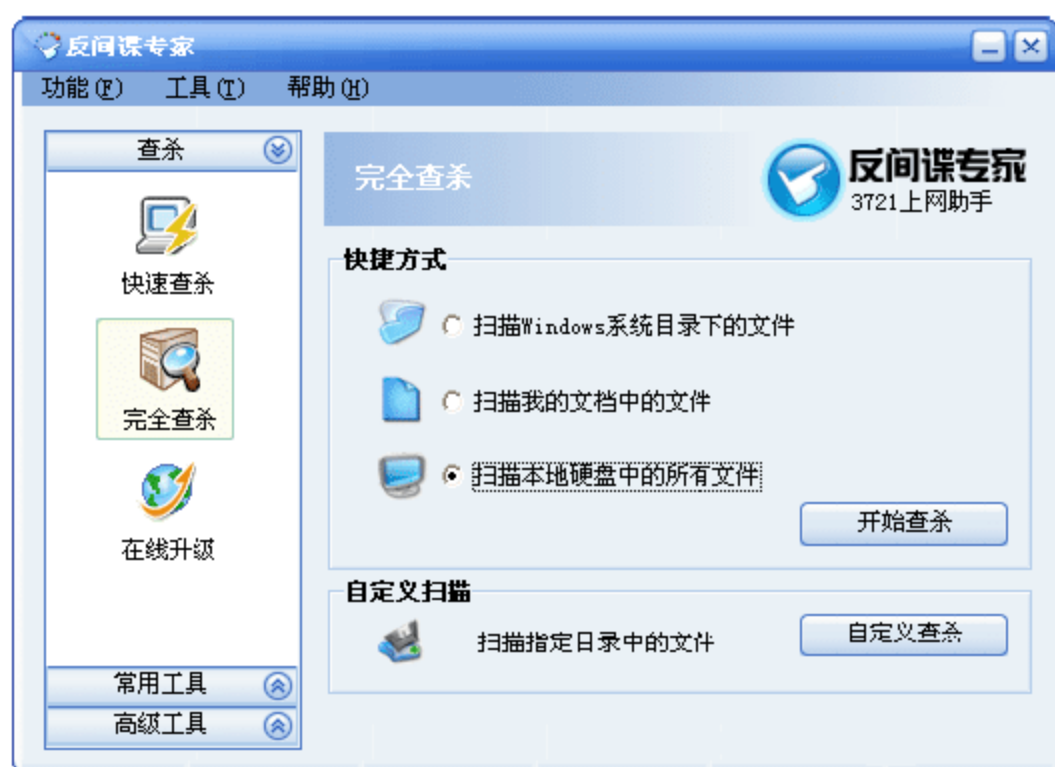 反间谍专家
功能(F) 工具(T) 帮助(H)
查杀
快速查杀
完全查杀
在线升级
常用工具
高级工具
完全查杀
反间谍专家
3721上网助手
快捷方式
扫描Windows系统目录下的文件
扫描我的文档中的文件
扫描本地硬盘中的所有文件
开始查杀
自定义扫描
扫描指定目录中的文件
自定义查杀